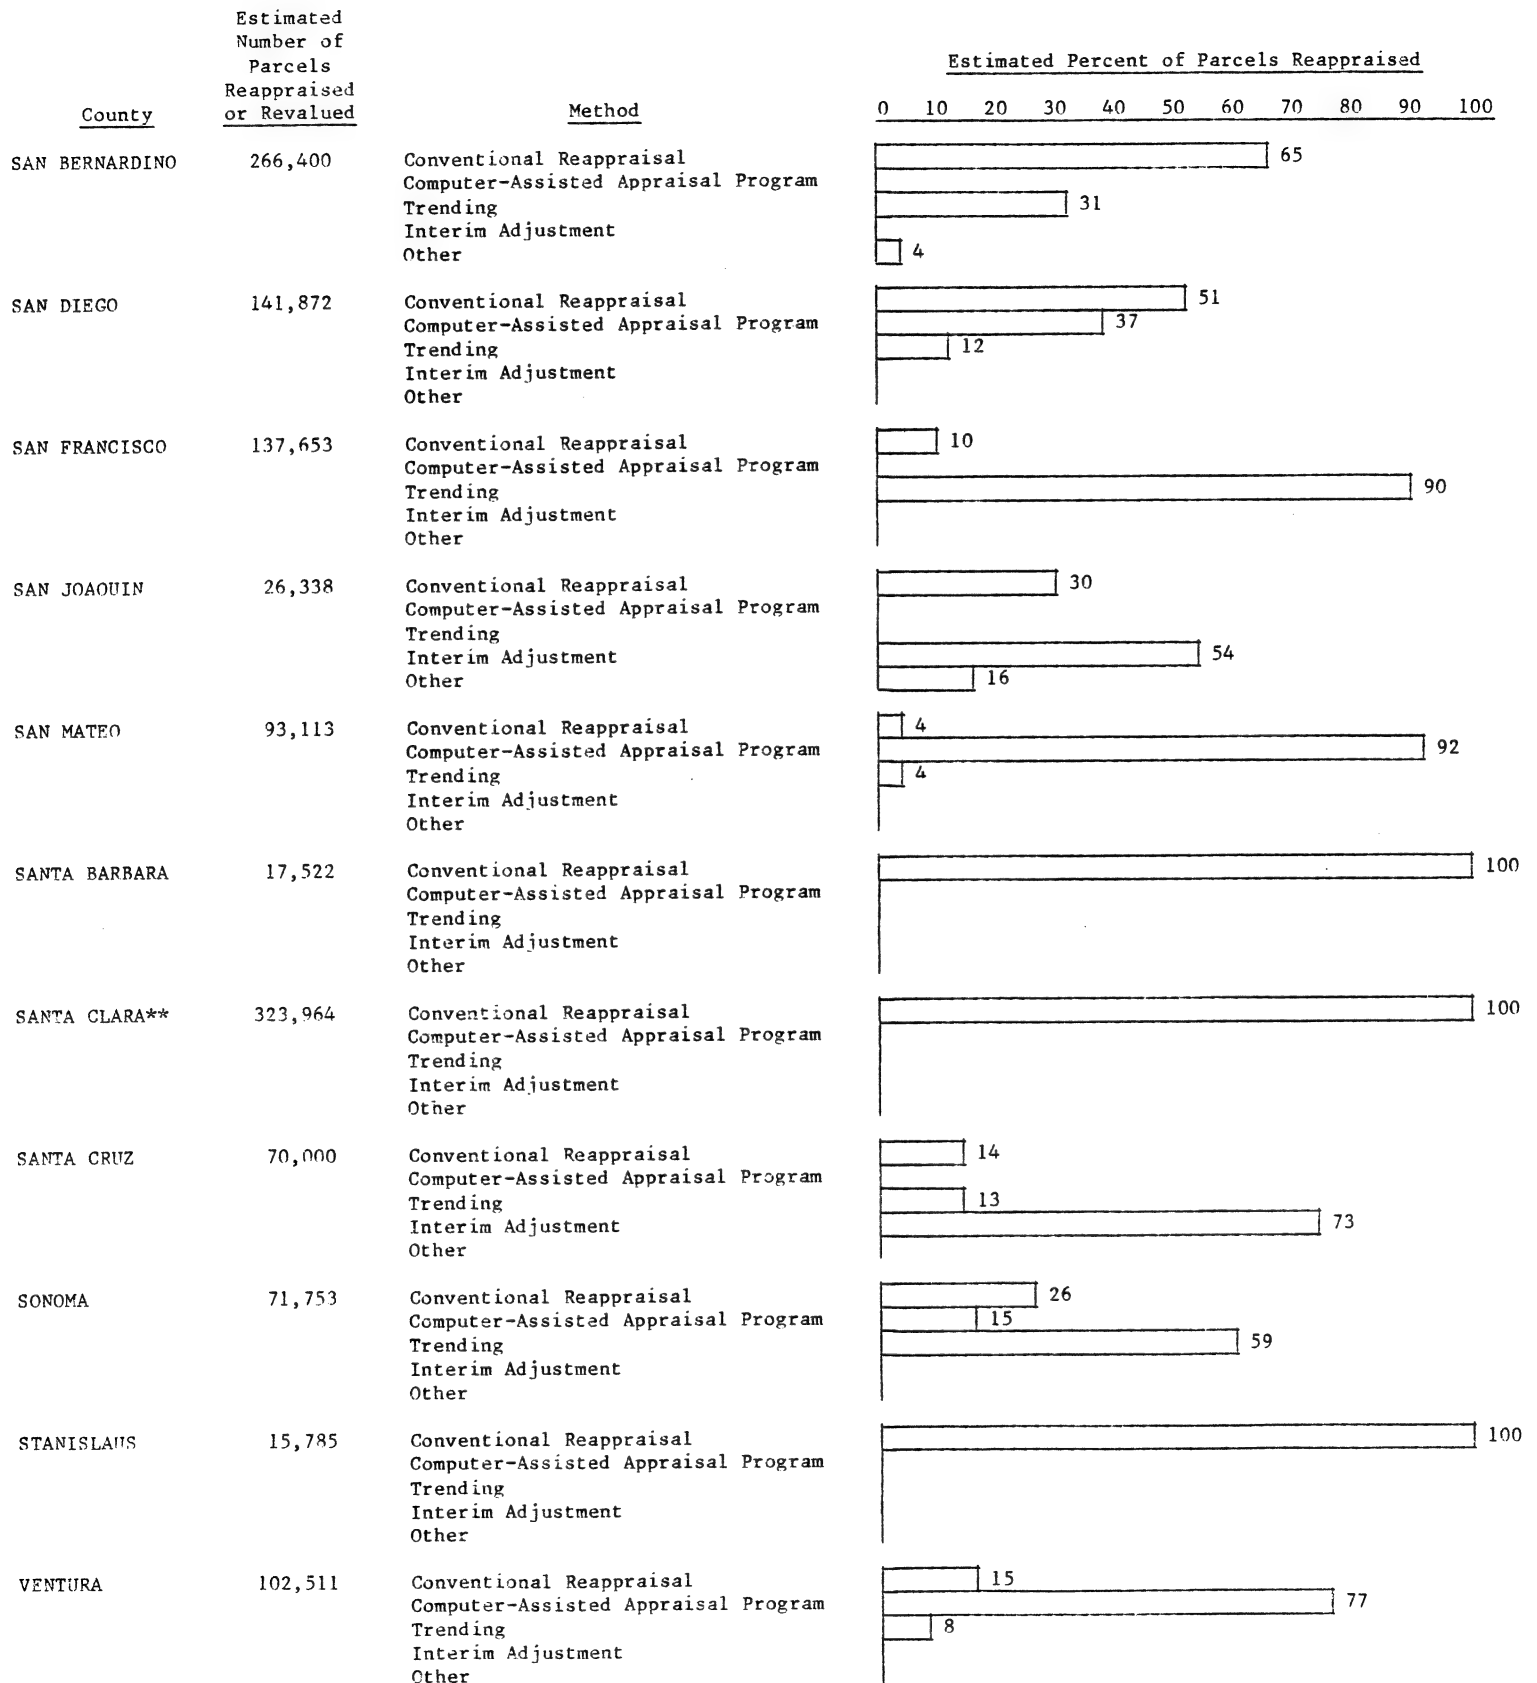 Estimated
Number of
Parcels
Reappraised
or Revalued
County
Method
Estimated Percent of Parcels Reappraised
0 10 20 30 40 50 60 70 80 90 100
SAN BERNARDINO 266,400 Conventional Reappraisal 65
Computer-Assisted Appraisal Program
Trending 31
Interim Adjustment
Other 4
SAN DIEGO 141,872 Conventional Reappraisal 51
Computer-Assisted Appraisal Program 37
Trending 12
Interim Adjustment
Other
SAN FRANCISCO 137,653 Conventional Reappraisal 10
Computer-Assisted Appraisal Program
Trending 90
Interim Adjustment
Other
SAN JOAQUIN 26,338 Conventional Reappraisal 30
Computer-Assisted Appraisal Program
Trending
Interim Adjustment 54
Other 16
SAN MATEO 93,113 Conventional Reappraisal 4
Computer-Assisted Appraisal Program 92
Trending 4
Interim Adjustment
Other
SANTA BARBARA 17,522 Conventional Reappraisal 100
Computer-Assisted Appraisal Program
Trending
Interim Adjustment
Other
SANTA CLARA** 323,964 Conventional Reappraisal 100
Computer-Assisted Appraisal Program
Trending
Interim Adjustment
Other
SANTA CRUZ 70,000 Conventional Reappraisal 14
Computer-Assisted Appraisal Program
Trending 13
Interim Adjustment 73
Other
SONOMA 71,753 Conventional Reappraisal 26
Computer-Assisted Appraisal Program 15
Trending 59
Interim Adjustment
Other
STANISLAUS 15,785 Conventional Reappraisal 100
Computer-Assisted Appraisal Program
Trending
Interim Adjustment
Other
VENTURA 102,511 Conventional Reappraisal 15
Computer-Assisted Appraisal Program 77
Trending 8
Interim Adjustment
Other